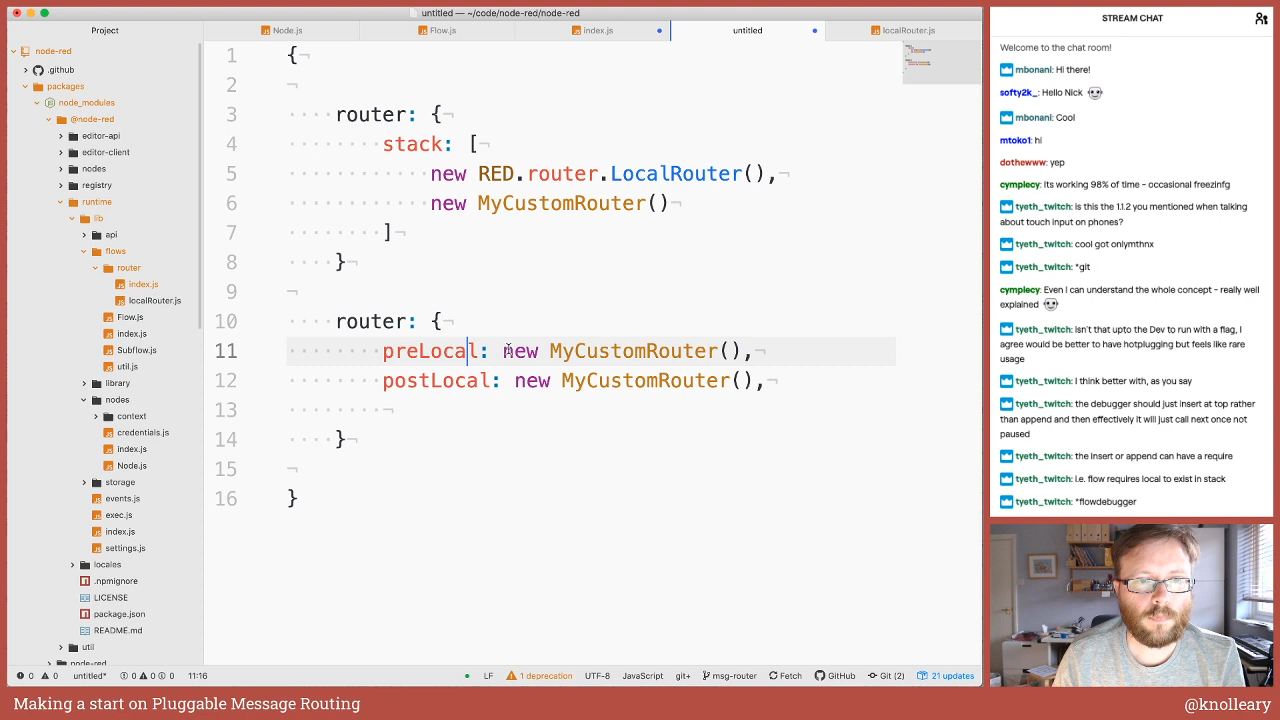 untitled — ~/code/node-red/node-red
Project
Node.js
Flow.js
index.js
untitled
localRouter.js
node-red
.github
packages
node_modules
@node-red
editor-api
editor-client
nodes
registry
runtime
lib
api
flows
router
index.js
localRouter.js
Flow.js
index.js
Subflow.js
util.js
library
nodes
context
credentials.js
index.js
Node.js
storage
events.js
exec.js
index.js
settings.js
locales
.npmignore
LICENSE
package.json
README.md
util
node-red
1 {¬
2 ¬
3 ····router: {¬
4 ········stack: [¬
5 ············new RED.router.LocalRouter(),¬
6 ············new MyCustomRouter()¬
7 ········]¬
8 ····}¬
9 ¬
10 ····router: {¬
11 ········preLocal: new MyCustomRouter(),¬
12 ········postLocal: new MyCustomRouter(),¬
13 ········¬
14 ····}¬
15 ¬
16 }
0 0 untitled* 0 0 0 11:16 LF 1 deprecation UTF-8 JavaScript git+ msg-router Fetch GitHub Git (2) 21 updates
STREAM CHAT
Welcome to the chat room!
mbonani: Hi there!
softy2k_: Hello Nick
mbonani: Cool
mtoko1: hi
dothewww: yep
cymplecy: Its working 98% of time - occasional freezinfg
tyeth_twitch: is this the 1.1.2 you mentioned when talking
about touch input on phones?
tyeth_twitch: cool got onlymthnx
tyeth_twitch: *git
cymplecy: Even I can understand the whole concept - really well
explained
tyeth_twitch: isn't that upto the Dev to run with a flag, I
agree would be better to have hotplugging but feels like rare
usage
tyeth_twitch: I think better with, as you say
tyeth_twitch: the debugger should just insert at top rather
than append and then effectively it will just call next once not
paused
tyeth_twitch: the insert or append can have a require
tyeth_twitch: i.e. flow requires local to exist in stack
tyeth_twitch: *flowdebugger
Making a start on Pluggable Message Routing
@knolleary